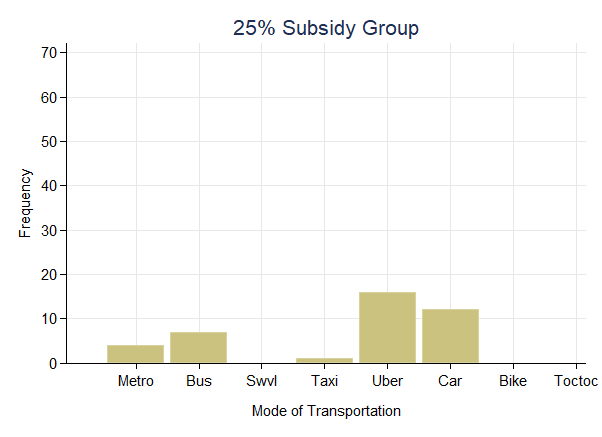 25% Subsidy Group
70
60
50
40
30
20
10
0
Frequency
Metro Bus Swvl Taxi Uber Car Bike Toctoc
Mode of Transportation